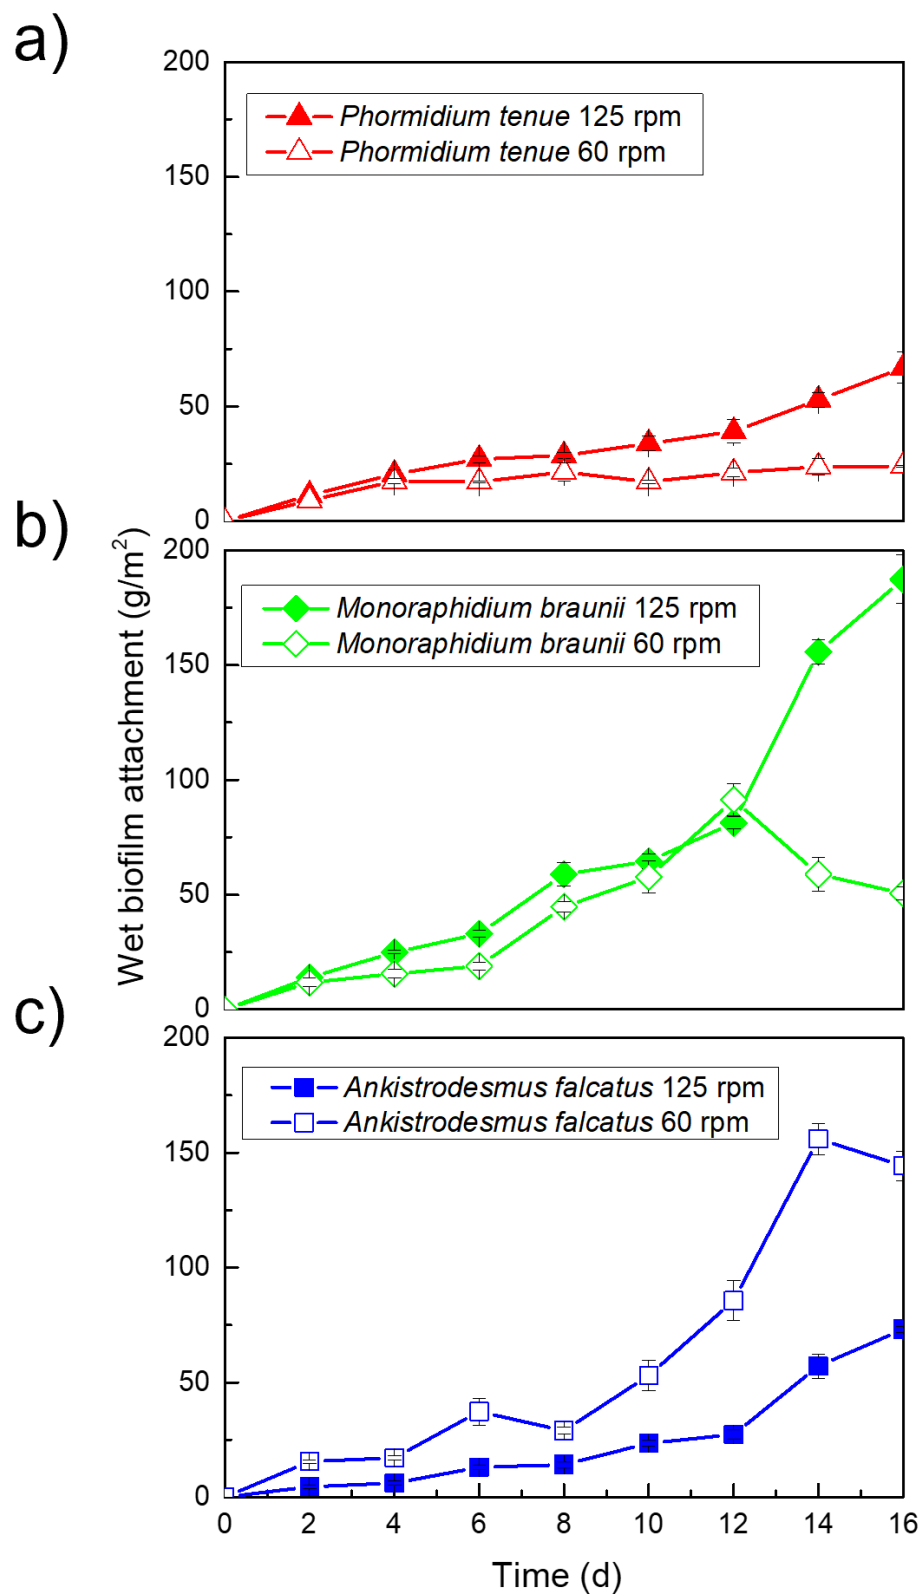 a)
200
150
100
50
0
Phormidium tenue 125 rpm
Phormidium tenue 60 rpm
b)
200
150
100
50
0
Monoraphidium braunii 125 rpm
Monoraphidium braunii 60 rpm
Wet biofilm attachment (g/m²)
c)
200
150
100
50
0
Ankistrodesmus falcatus 125 rpm
Ankistrodesmus falcatus 60 rpm
0 2 4 6 8 10 12 14 16
Time (d)